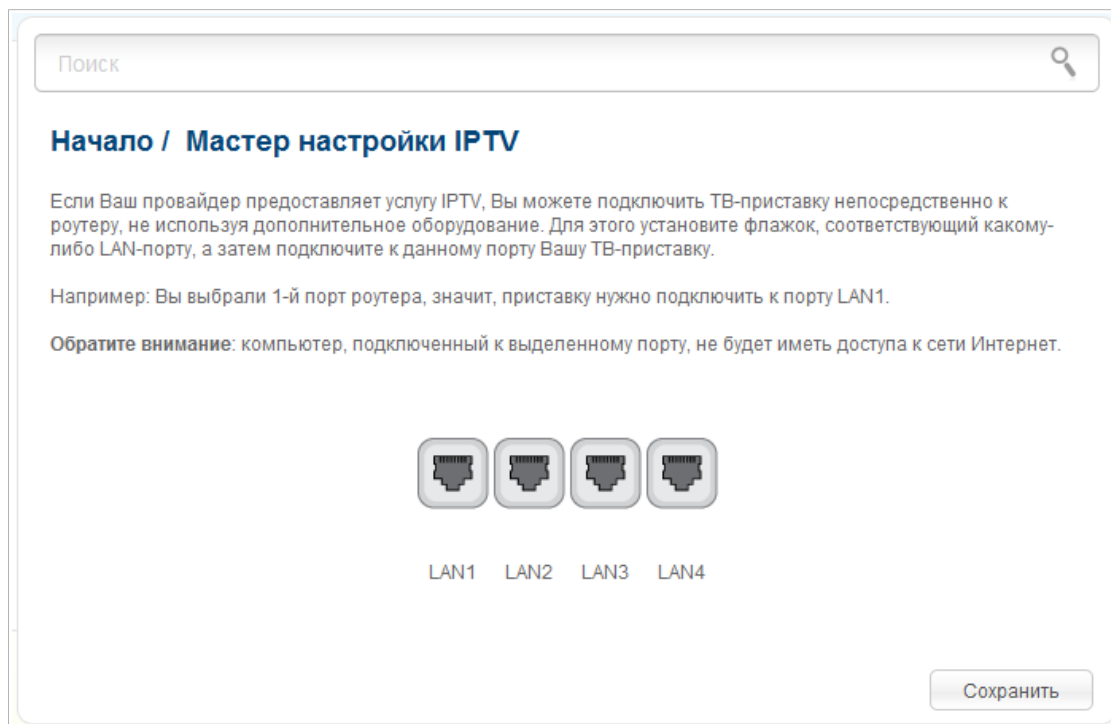 Поиск
Начало / Мастер настройки IPTV
Если Ваш провайдер предоставляет услугу IPTV, Вы можете подключить ТВ-приставку непосредственно к
роутеру, не используя дополнительное оборудование. Для этого установите флажок, соответствующий какому-
либо LAN-порту, а затем подключите к данному порту Вашу ТВ-приставку.
Например: Вы выбрали 1-й порт роутера, значит, приставку нужно подключить к порту LAN1.
Обратите внимание: компьютер, подключенный к выделенному порту, не будет иметь доступа к сети Интернет.
LAN1 LAN2 LAN3 LAN4
Сохранить